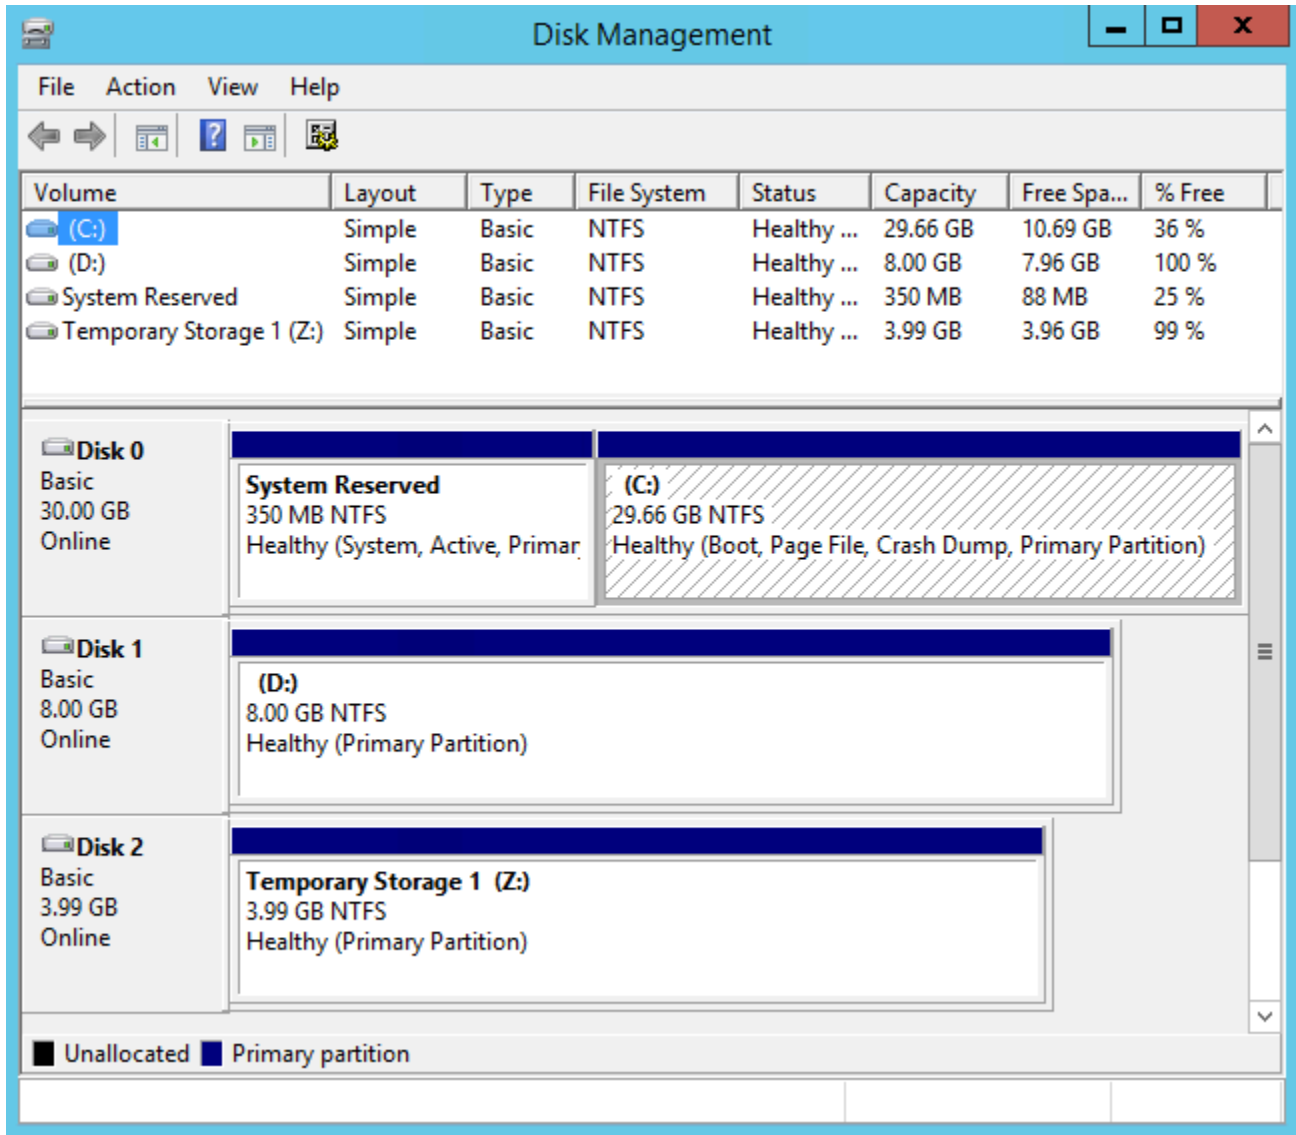 Disk Management
File Action View Help
Volume Layout Type File System Status Capacity Free Spa... % Free
(C:) Simple Basic NTFS Healthy ... 29.66 GB 10.69 GB 36 %
(D:) Simple Basic NTFS Healthy ... 8.00 GB 7.96 GB 100 %
System Reserved Simple Basic NTFS Healthy ... 350 MB 88 MB 25 %
Temporary Storage 1 (Z:) Simple Basic NTFS Healthy ... 3.99 GB 3.96 GB 99 %
Disk 0
Basic
30.00 GB
Online
System Reserved
350 MB NTFS
Healthy (System, Active, Primar
(C:)
29.66 GB NTFS
Healthy (Boot, Page File, Crash Dump, Primary Partition)
Disk 1
Basic
8.00 GB
Online
(D:)
8.00 GB NTFS
Healthy (Primary Partition)
Disk 2
Basic
3.99 GB
Online
Temporary Storage 1 (Z:)
3.99 GB NTFS
Healthy (Primary Partition)
Unallocated Primary partition